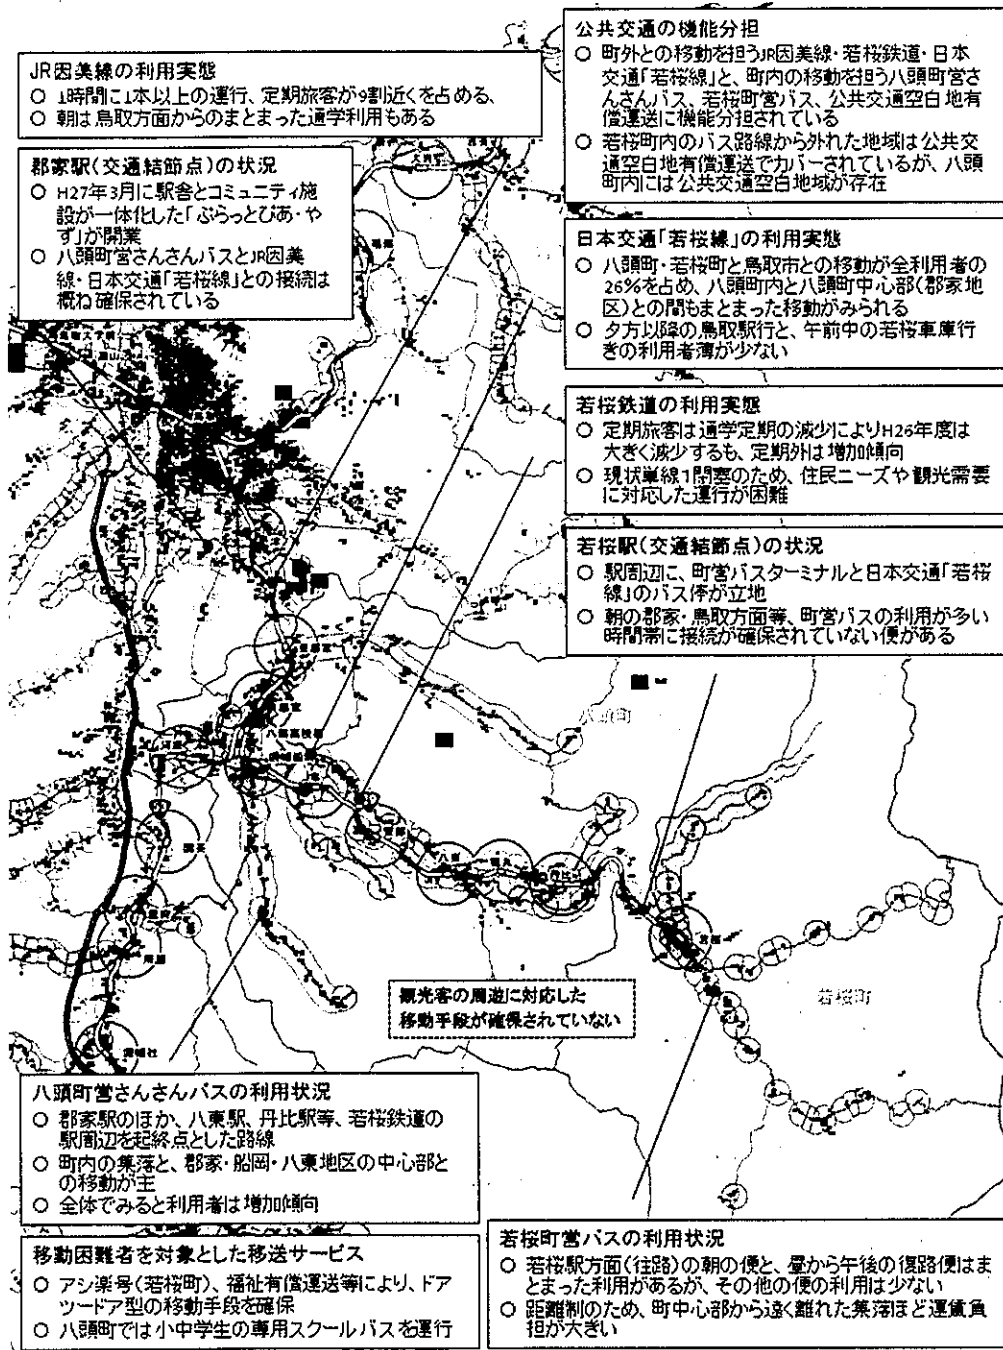 JR因美線の利用実態
○ 1時間に1本以上の運行、定期旅客が9割近くを占める、
○ 朝は鳥取方面からのまとまった通学利用もある
郡家駅(交通結節点)の状況
○ H27年3月に駅舎とコミュニティ施
設が一体化した「ぷらっとぴあ・や
ず」が開業
○ 八頭町営さんさんバスとJR因美
線・日本交通「若桜線」との接続は
概ね確保されている
公共交通の機能分担
○ 町外との移動を担うJR因美線・若桜鉄道・日本
交通「若桜線」と、町内の移動を担う八頭町営さ
んさんバス、若桜町営バス、公共交通空白地有
償運送に機能分担されている
○ 若桜町内のバス路線から外れた地域は公共交
通空白地有償運送でカバーされているが、八頭
町内には公共交通空白地域が存在
日本交通「若桜線」の利用実態
○ 八頭町・若桜町と鳥取市との移動が全利用者の
26%を占め、八頭町内と八頭町中心部(郡家地
区)との間もまとまった移動がみられる
○ 夕方以降の鳥取駅行と、午前中の若桜車庫行
きの利用者薄が少ない
若桜鉄道の利用実態
○ 定期旅客は通学定期の減少によりH26年度は
大きく減少するも、定期外は増加傾向
○ 現状単線1閉塞のため、住民ニーズや観光需要
に対応した運行が困難
若桜駅(交通結節点)の状況
○ 駅周辺に、町営バスターミナルと日本交通「若桜
線」のバス停が立地
○ 朝の郡家・鳥取方面等、町営バスの利用が多い
時間帯に接続が確保されていない便がある
八頭町
河原
八東
丹比
若桜
若桜町
観光客の周遊に対応した
移動手段が確保されていない
八頭町営さんさんバスの利用状況
○ 郡家駅のほか、八東駅、丹比駅等、若桜鉄道の
駅周辺を起終点とした路線
○ 町内の集落と、郡家・船岡・八東地区の中心部と
の移動が主
○ 全体でみると利用者は増加傾向
移動困難者を対象とした移送サービス
○ アシ楽号(若桜町)、福祉有償運送等により、ドア
ツードア型の移動手段を確保
○ 八頭町では小中学生の専用スクールバスを運行
若桜町営バスの利用状況
○ 若桜駅方面(往路)の朝の便と、昼から午後の復路便はま
とまった利用があるが、その他の便の利用は少ない
○ 距離制のため、町中心部から遠く離れた集落ほど運賃負
担が大きい